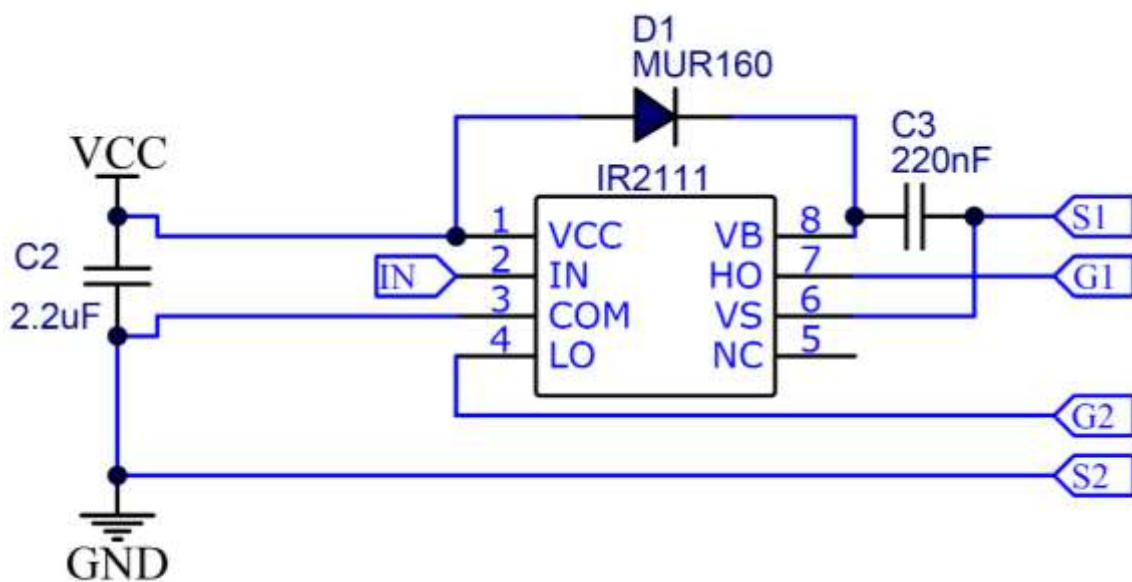 D1
MUR160
VCC
C3
220nF
IR2111
S1
1 VCC VB 8
C2
IN 2 IN HO 7 G1
2.2uF
3 COM VS 6
4 LO NC 5
G2
S2
GND